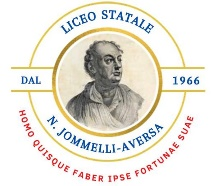 LICEO STATALE
DAL 1966
N. JOMMELLI-AVERSA
HOMO QUISQUE FABER IPSE FORTUNAE SUAE